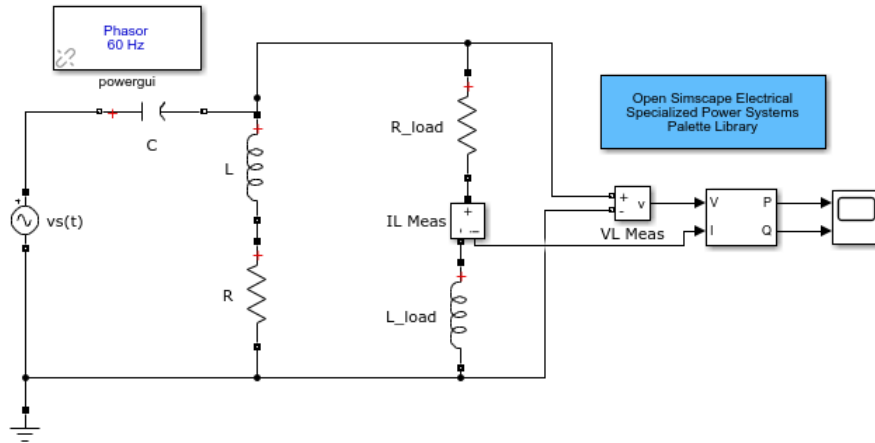 Phasor
60 Hz
powergui
C
L
vs(t)
R
R_load
IL Meas
L_load
Open Simscape Electrical
Specialized Power Systems
Palette Library
+
-
v
VL Meas
V
I
P
Q